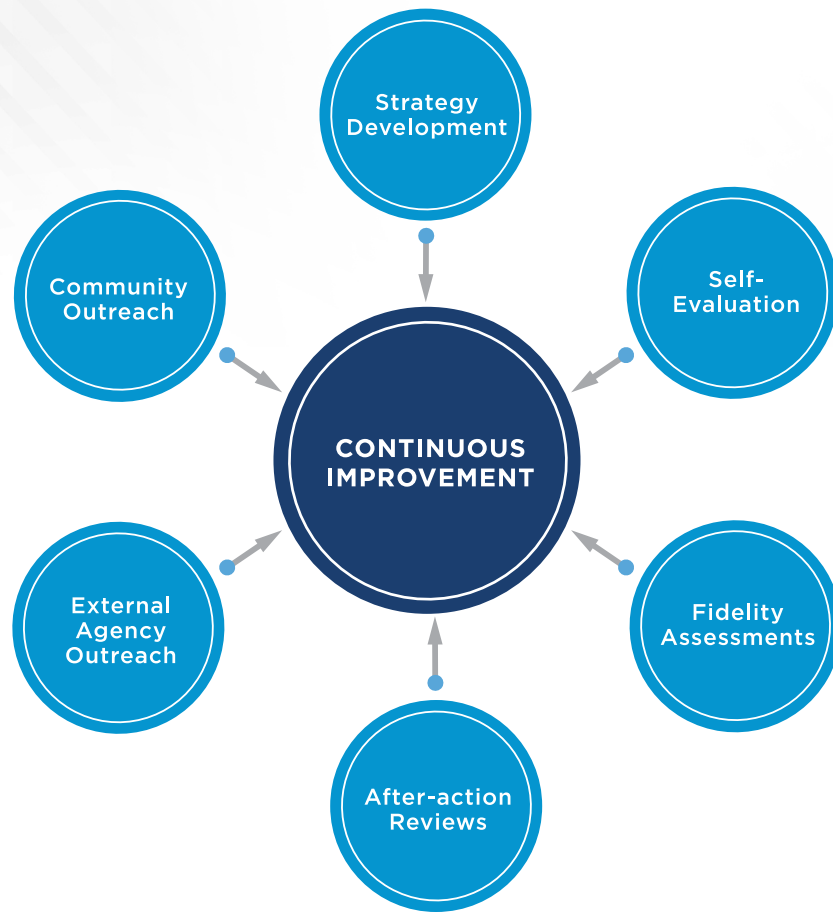 Strategy
Development
Self-
Evaluation
Fidelity
Assessments
After-action
Reviews
External
Agency
Outreach
Community
Outreach
CONTINUOUS
IMPROVEMENT